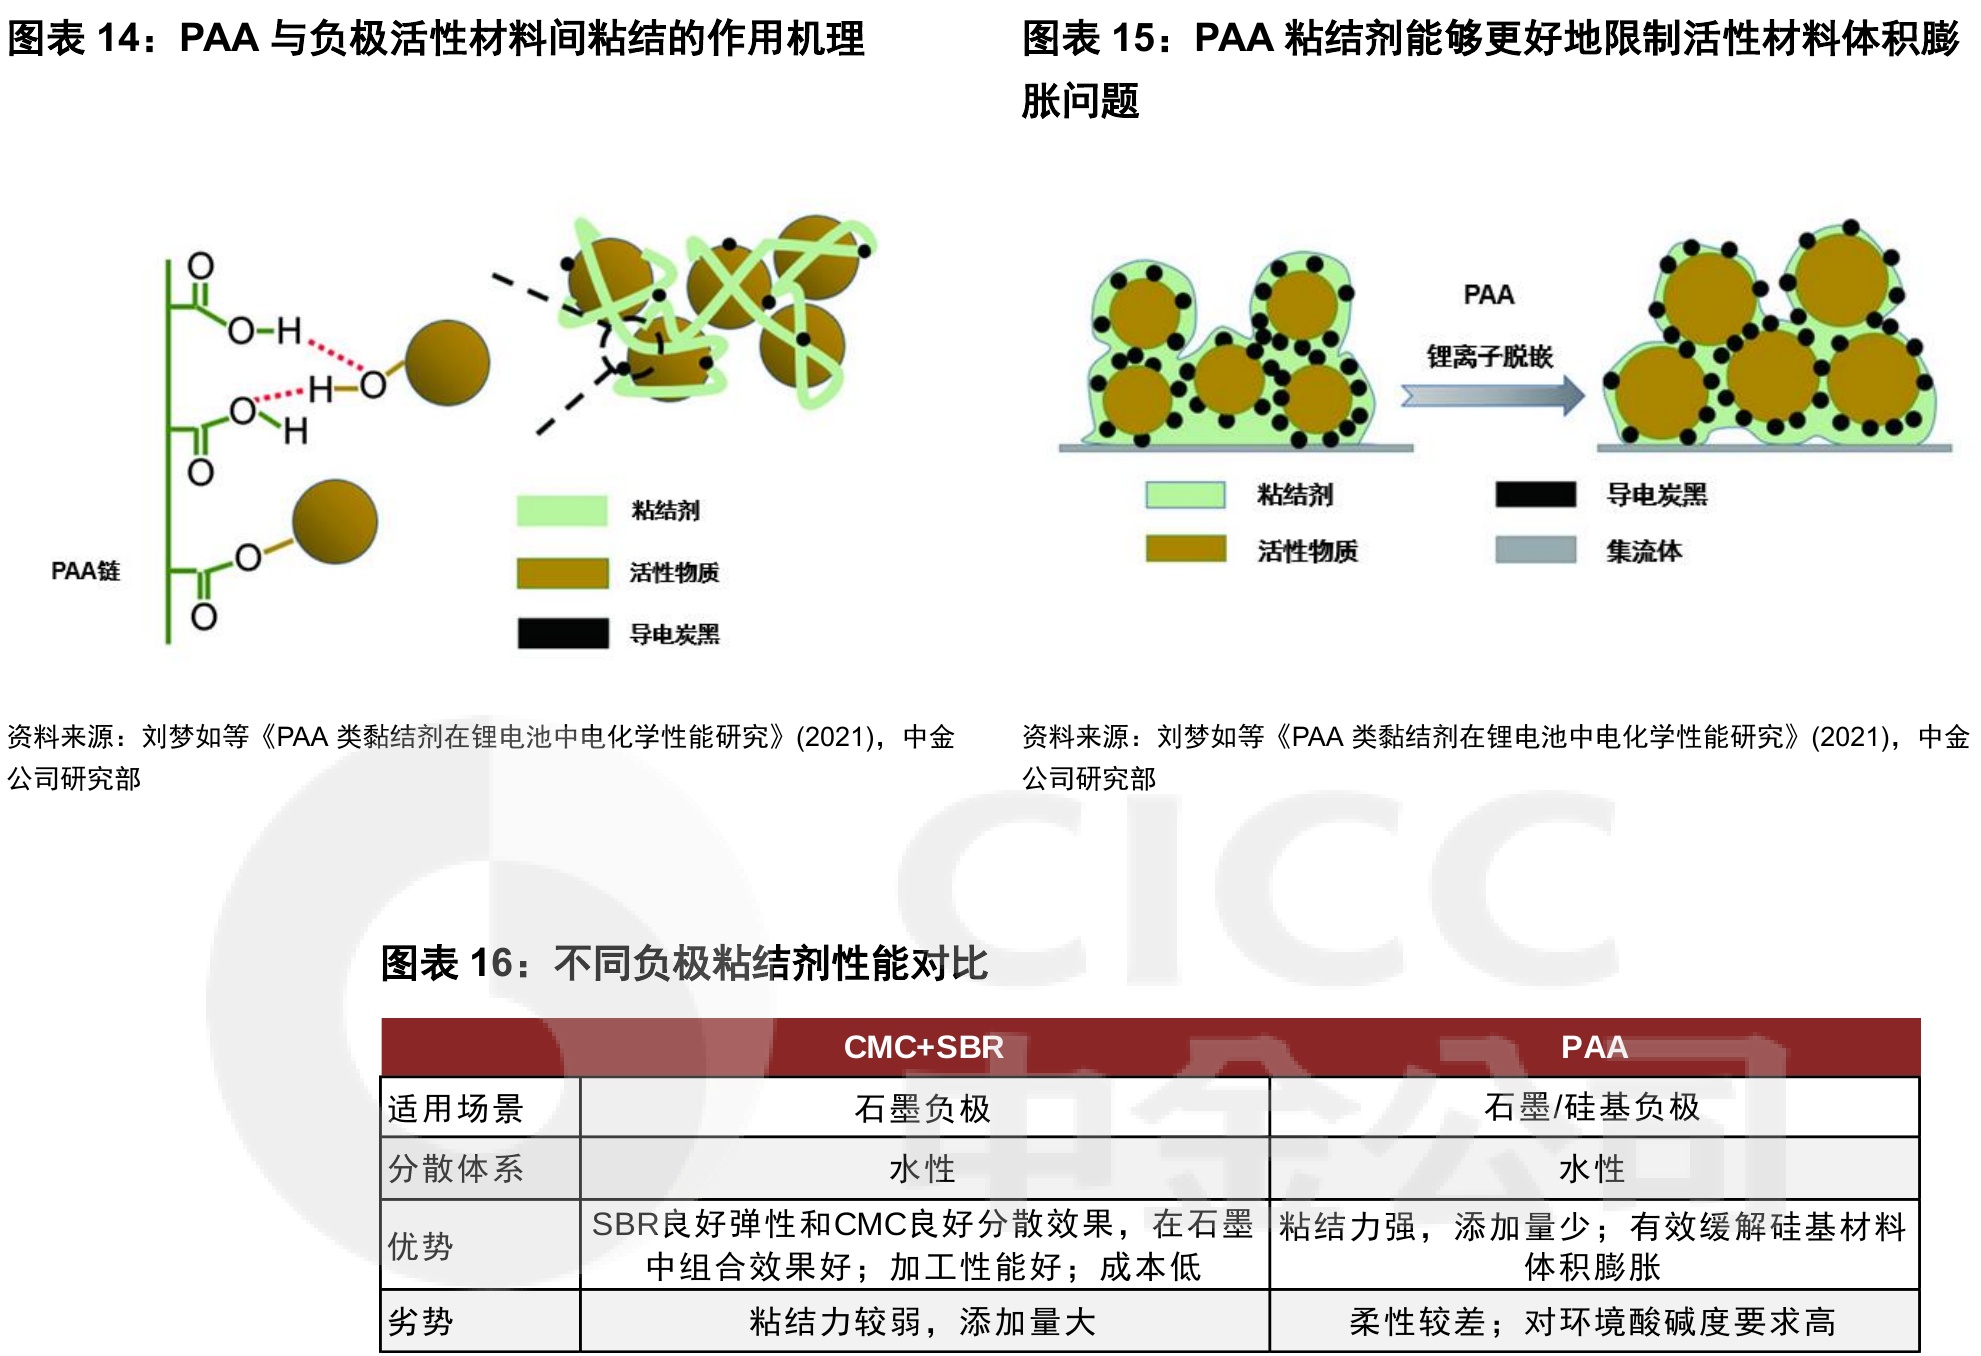 图表 14：PAA 与负极活性材料间粘结的作用机理
O
O-H
H-O
O
H
O
O
O
PAA链
粘结剂
活性物质
导电炭黑
资料来源：刘梦如等《PAA 类黏结剂在锂电池中电化学性能研究》(2021)，中金
公司研究部
图表 15：PAA 粘结剂能够更好地限制活性材料体积膨
胀问题
PAA
锂离子脱嵌
粘结剂
导电炭黑
活性物质
集流体
资料来源：刘梦如等《PAA 类黏结剂在锂电池中电化学性能研究》(2021)，中金
公司研究部
CICC
中金公司
图表 16：不同负极粘结剂性能对比
CMC+SBR PAA
适用场景 石墨负极 石墨/硅基负极
分散体系 水性 水性
优势 SBR良好弹性和CMC良好分散效果，在石墨 粘结力强，添加量少；有效缓解硅基材料
中组合效果好；加工性能好；成本低 体积膨胀
劣势 粘结力较弱，添加量大 柔性较差；对环境酸碱度要求高